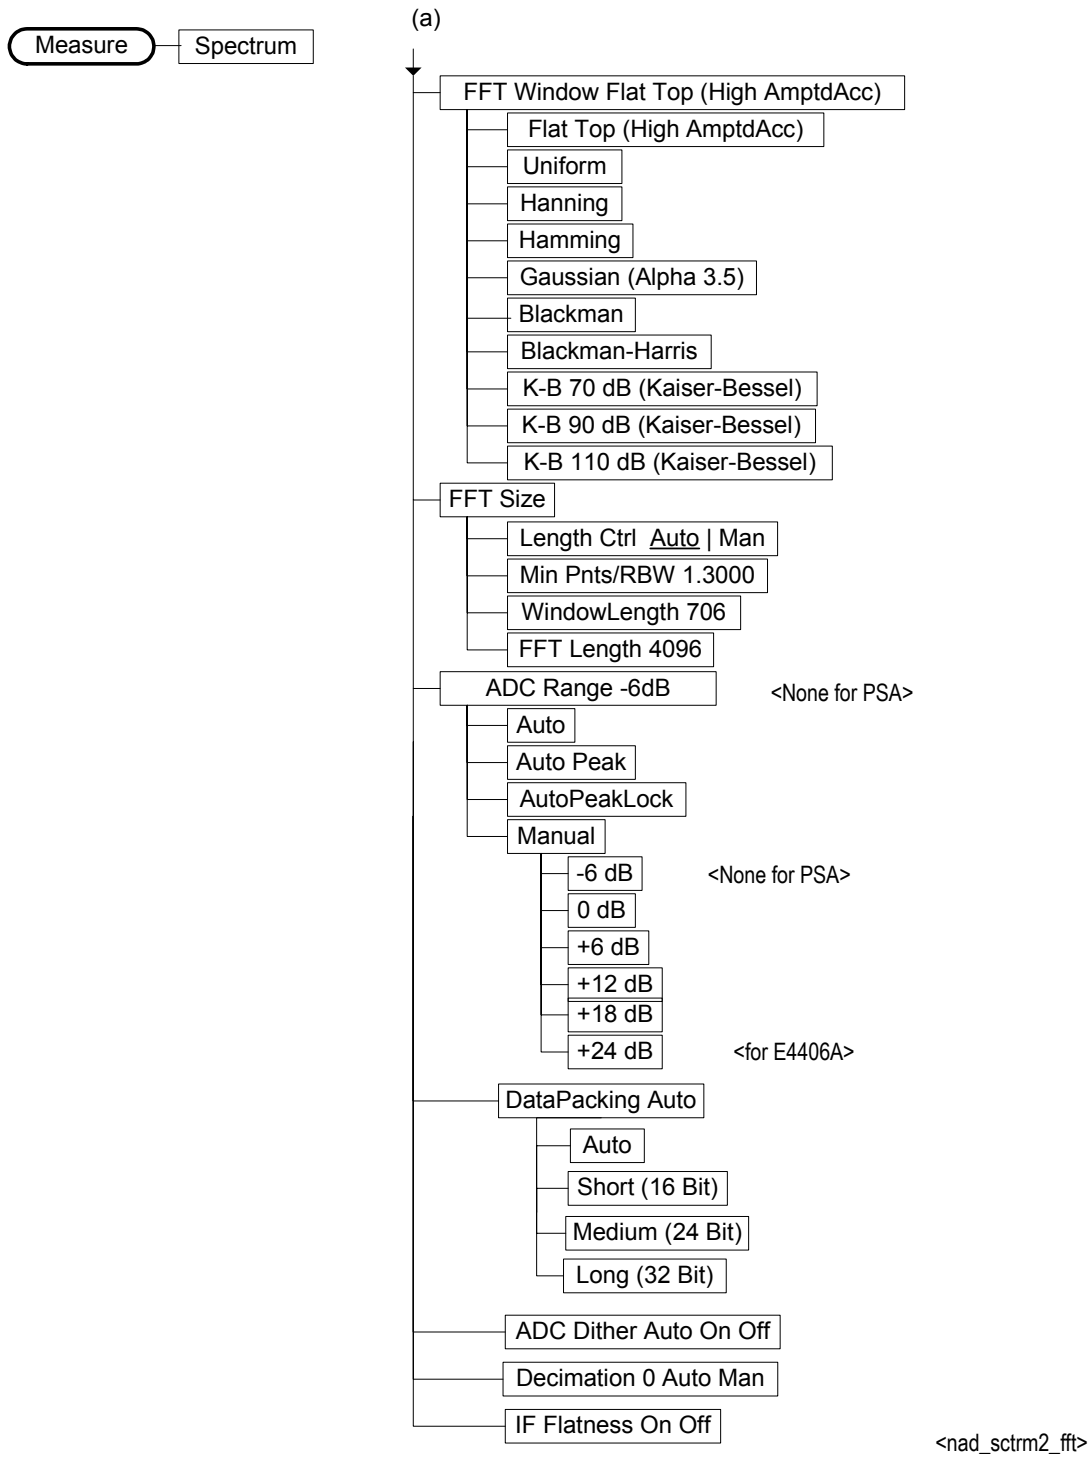 (a)
Measure
Spectrum
FFT Window Flat Top (High AmptdAcc)
Flat Top (High AmptdAcc)
Uniform
Hanning
Hamming
Gaussian (Alpha 3.5)
Blackman
Blackman-Harris
K-B 70 dB (Kaiser-Bessel)
K-B 90 dB (Kaiser-Bessel)
K-B 110 dB (Kaiser-Bessel)
FFT Size
Length Ctrl Auto | Man
Min Pnts/RBW 1.3000
WindowLength 706
FFT Length 4096
ADC Range -6dB <None for PSA>
Auto
Auto Peak
AutoPeakLock
Manual
-6 dB <None for PSA>
0 dB
+6 dB
+12 dB
+18 dB
+24 dB <for E4406A>
DataPacking Auto
Auto
Short (16 Bit)
Medium (24 Bit)
Long (32 Bit)
ADC Dither Auto On Off
Decimation 0 Auto Man
IF Flatness On Off
<nad_sctrm2_fft>